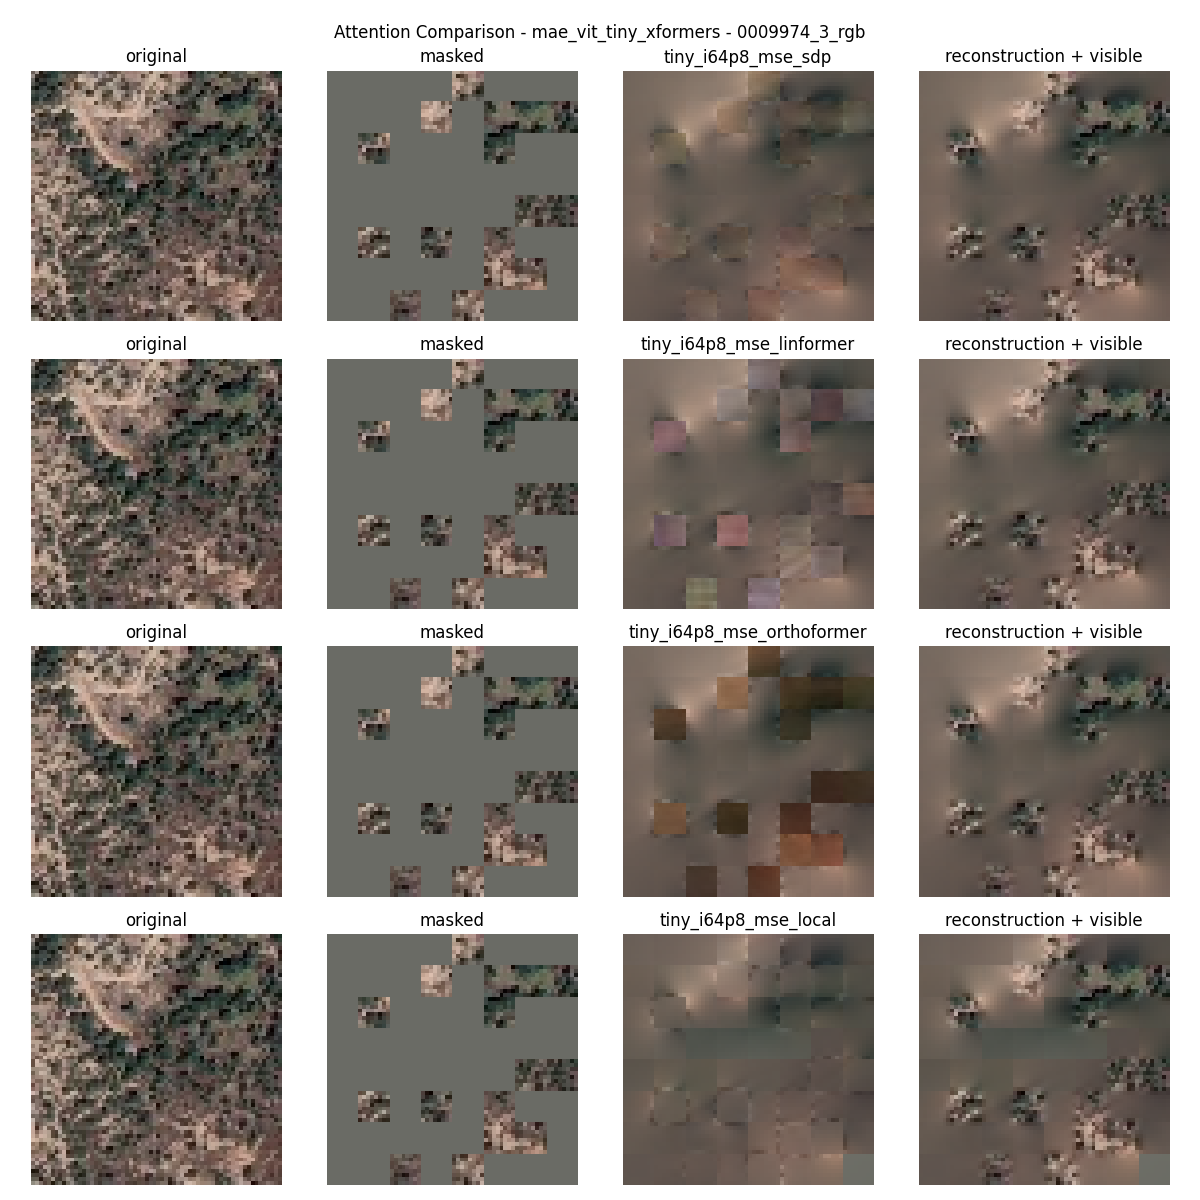 Attention Comparison - mae_vit_tiny_xformers - 0009974_3_rgb
original masked tiny_i64p8_mse_sdp reconstruction + visible
original masked tiny_i64p8_mse_linformer reconstruction + visible
original masked tiny_i64p8_mse_orthoformer reconstruction + visible
original masked tiny_i64p8_mse_local reconstruction + visible